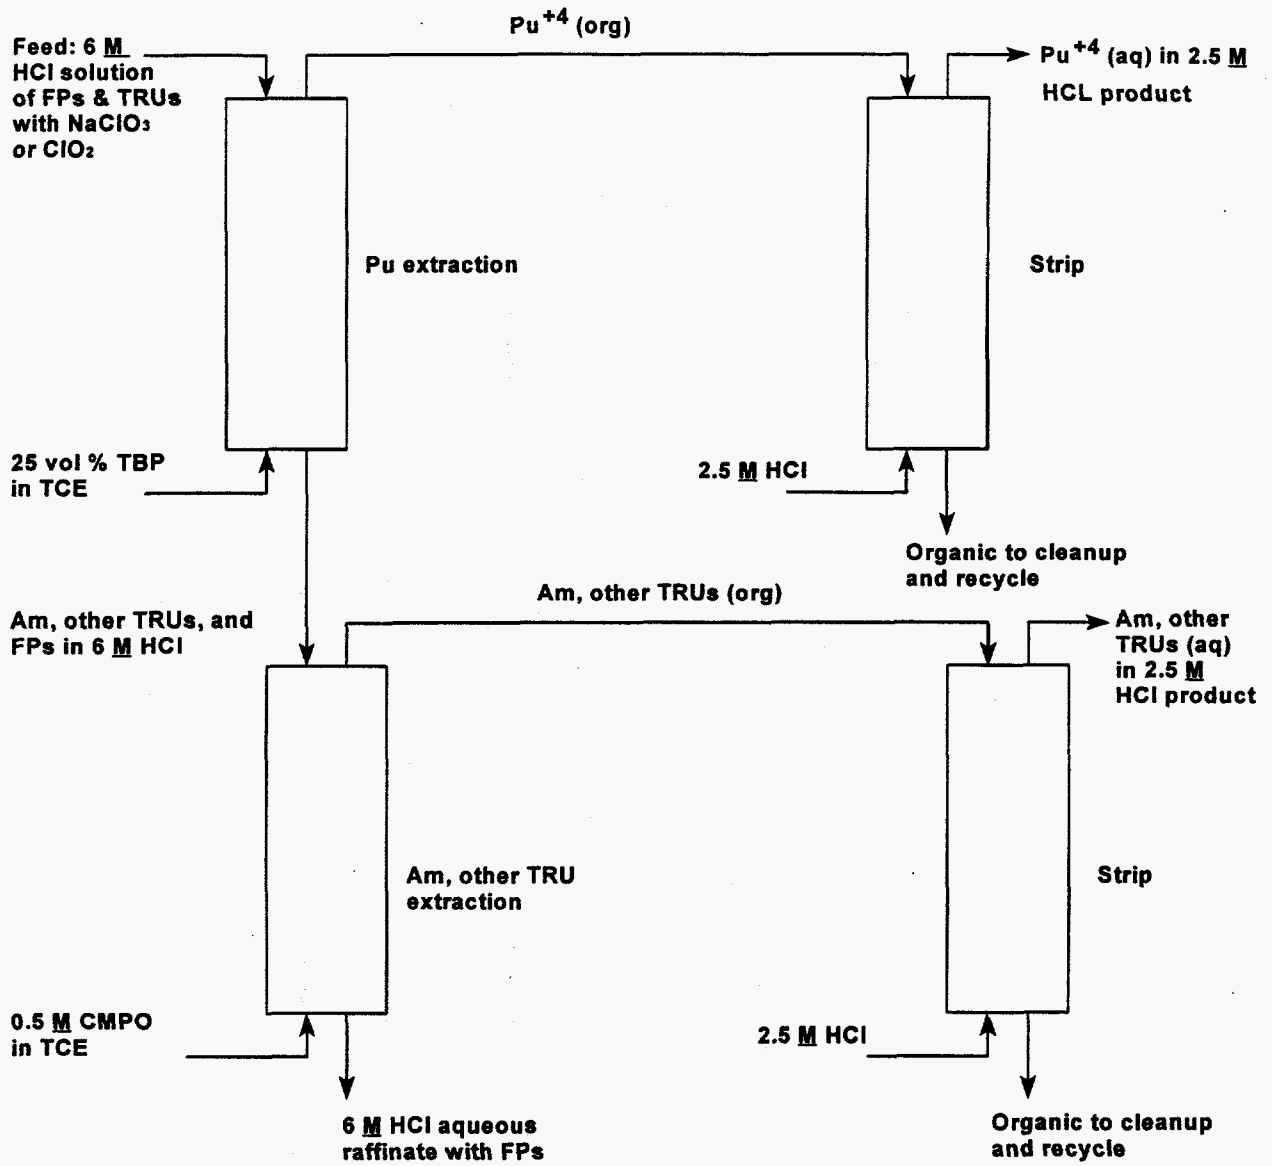 Pu+4 (org)
Feed: 6 M
HCl solution
of FPs & TRUs
with NaClO3
or ClO2
Pu+4 (aq) in 2.5 M
HCL product
Pu extraction
Strip
25 vol % TBP
in TCE
2.5 M HCl
Organic to cleanup
and recycle
Am, other TRUs (org)
Am, other TRUs, and
FPs in 6 M HCl
Am, other
TRUs (aq)
in 2.5 M
HCl product
Am, other TRU
extraction
Strip
0.5 M CMPO
in TCE
2.5 M HCl
6 M HCl aqueous
raffinate with FPs
Organic to cleanup
and recycle